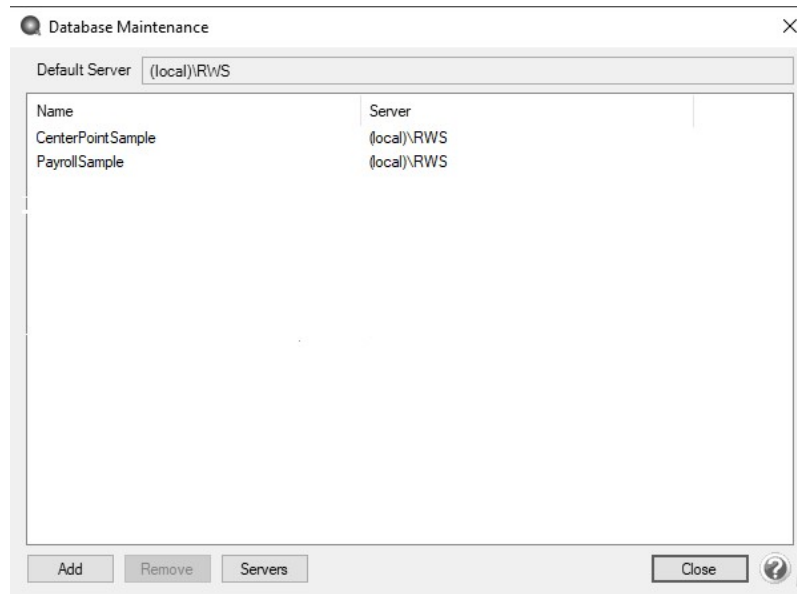 Database Maintenance
Default Server (local)\RWS
Name Server
CenterPointSample (local)\RWS
PayrollSample (local)\RWS
Add Remove Servers Close ?